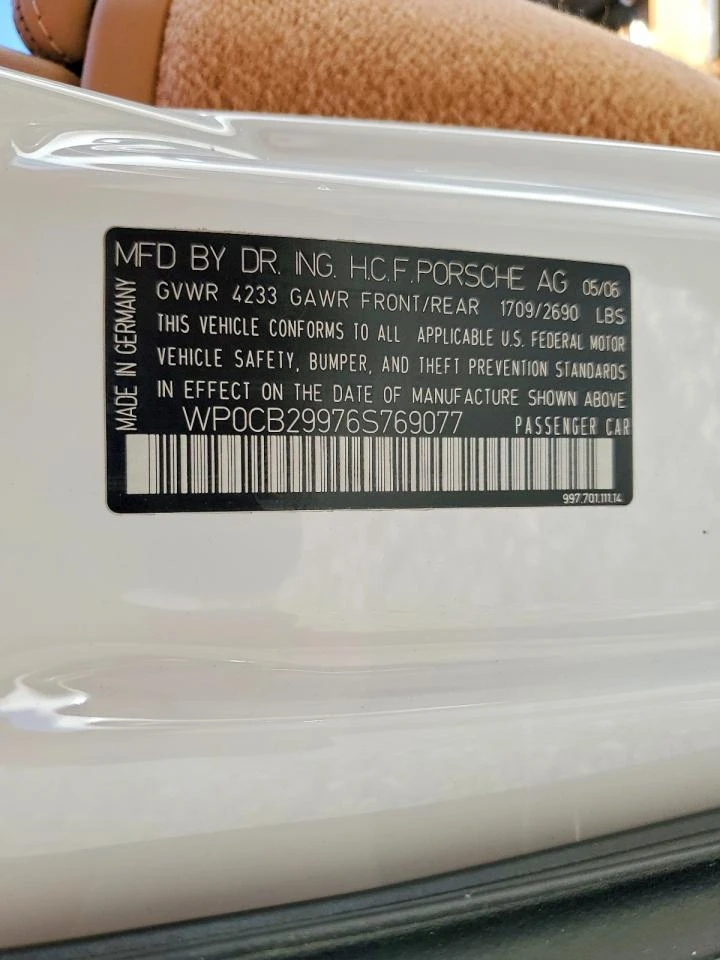 MFD BY DR. ING. H.C.F. PORSCHE AG 05/06
GVWR 4233 GAWR FRONT/REAR 1709/2690 LBS
THIS VEHICLE CONFORMS TO ALL APPLICABLE U.S. FEDERAL MOTOR
VEHICLE SAFETY, BUMPER, AND THEFT PREVENTION STANDARDS
IN EFFECT ON THE DATE OF MANUFACTURE SHOWN ABOVE
WP0CB29976S769077 PASSENGER CAR
997.701.111.14
MADE IN GERMANY